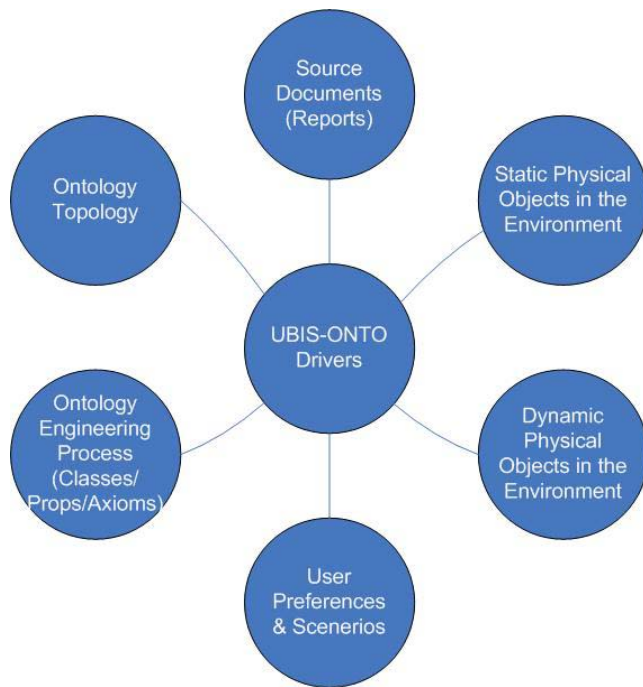 Source
Documents
(Reports)
Ontology
Topology
Static Physical
Objects in the
Environment
UBIS-ONTO
Drivers
Ontology
Engineering
Process
(Classes/
Props/Axioms)
Dynamic
Physical
Objects in the
Environment
User
Preferences
& Scenerios